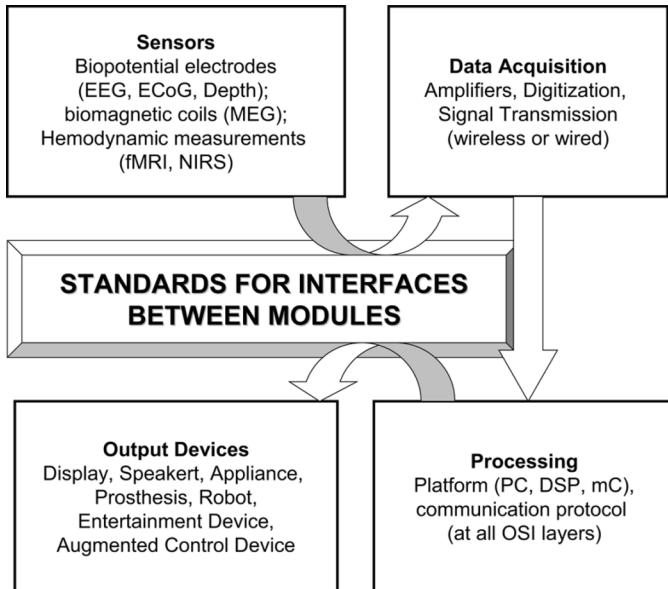 Sensors
Biopotential electrodes
(EEG, ECoG, Depth);
biomagnetic coils (MEG);
Hemodynamic measurements
(fMRI, NIRS)
Data Acquisition
Amplifiers, Digitization,
Signal Transmission
(wireless or wired)
STANDARDS FOR INTERFACES
BETWEEN MODULES
Output Devices
Display, Speakert, Appliance,
Prosthesis, Robot,
Entertainment Device,
Augmented Control Device
Processing
Platform (PC, DSP, mC),
communication protocol
(at all OSI layers)